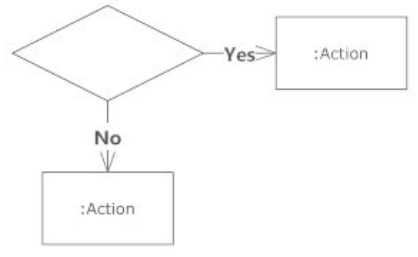 Yes
:Action
No
:Action